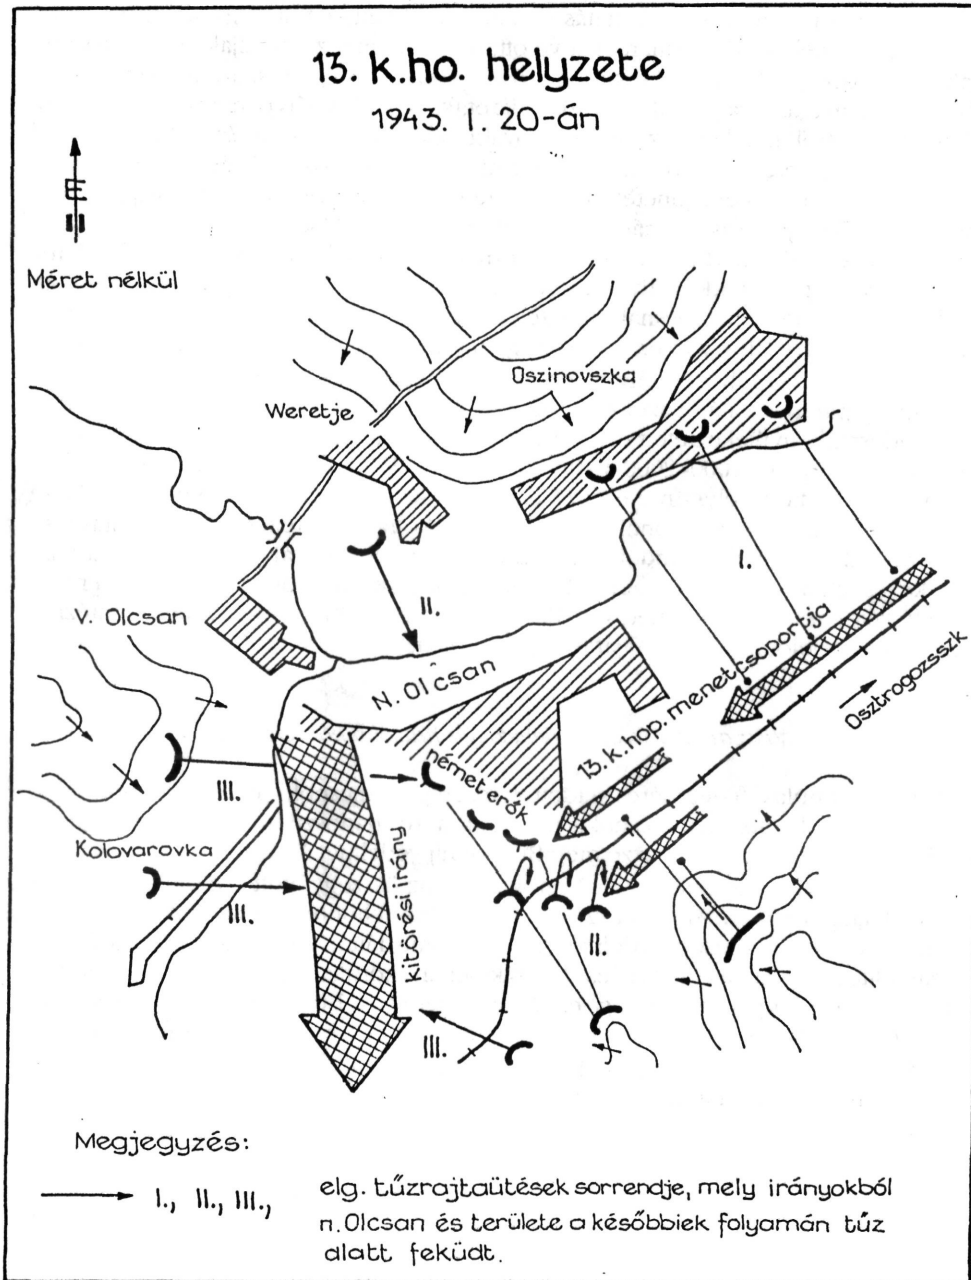 13. k.ho. helyzete
1943. I. 20-án
É
Méret nélkül
Oszinovszka
Weretje
I.
II.
V. Olcsan
N. Olcsan
13. k.hop. menetcsoportja
Osztrogozsszk
III.
német erők
Kolovarovka
kitörési irány
III.
II.
III.
Megjegyzés:
I., II., III.,
elg. tűzrajtaütések sorrendje, mely irányokból
n. Olcsan és területe a későbbiek folyamán tűz
alatt feküdt.